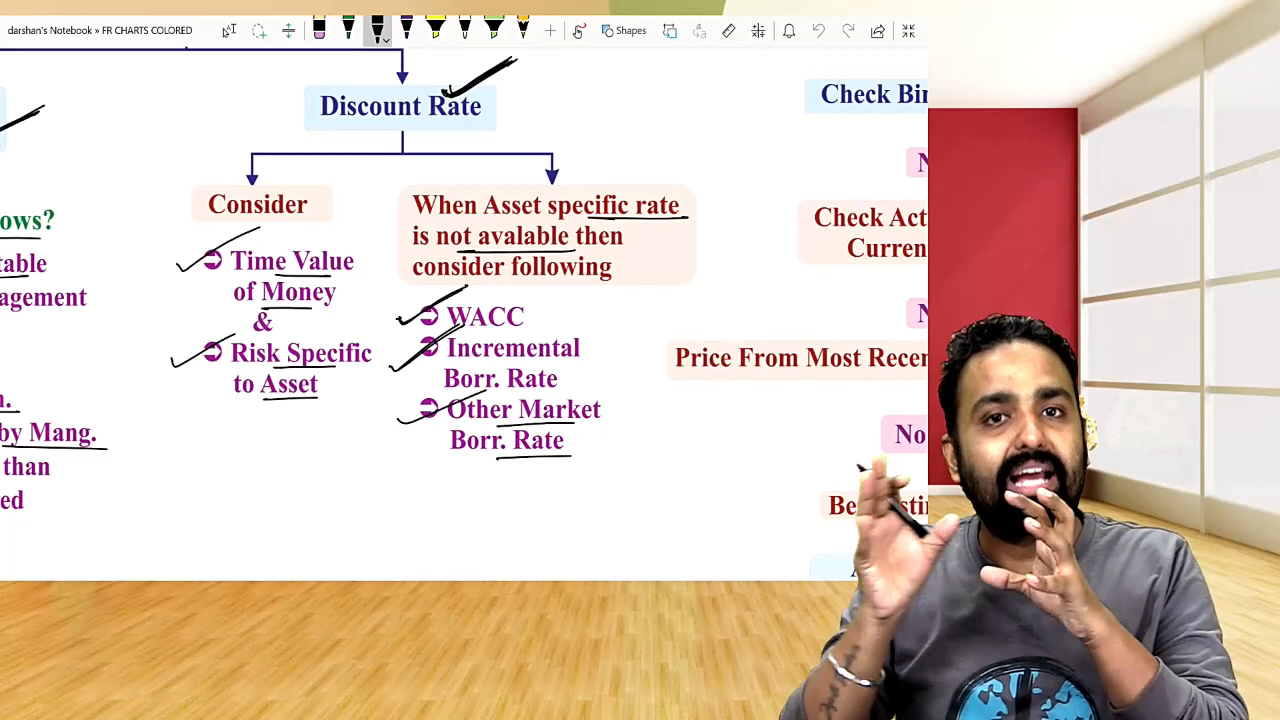 darshan's Notebook » FR CHARTS COLORED
Shapes
Discount Rate
Consider
Time Value
of Money
&
Risk Specific
to Asset
When Asset specific rate
is not avalable then
consider following
WACC
Incremental
Borr. Rate
Other Market
Borr. Rate
ows?
table
agement
by Mang.
than
ed
Check Bin
Check Act
Curren
Price From Most Recen
No